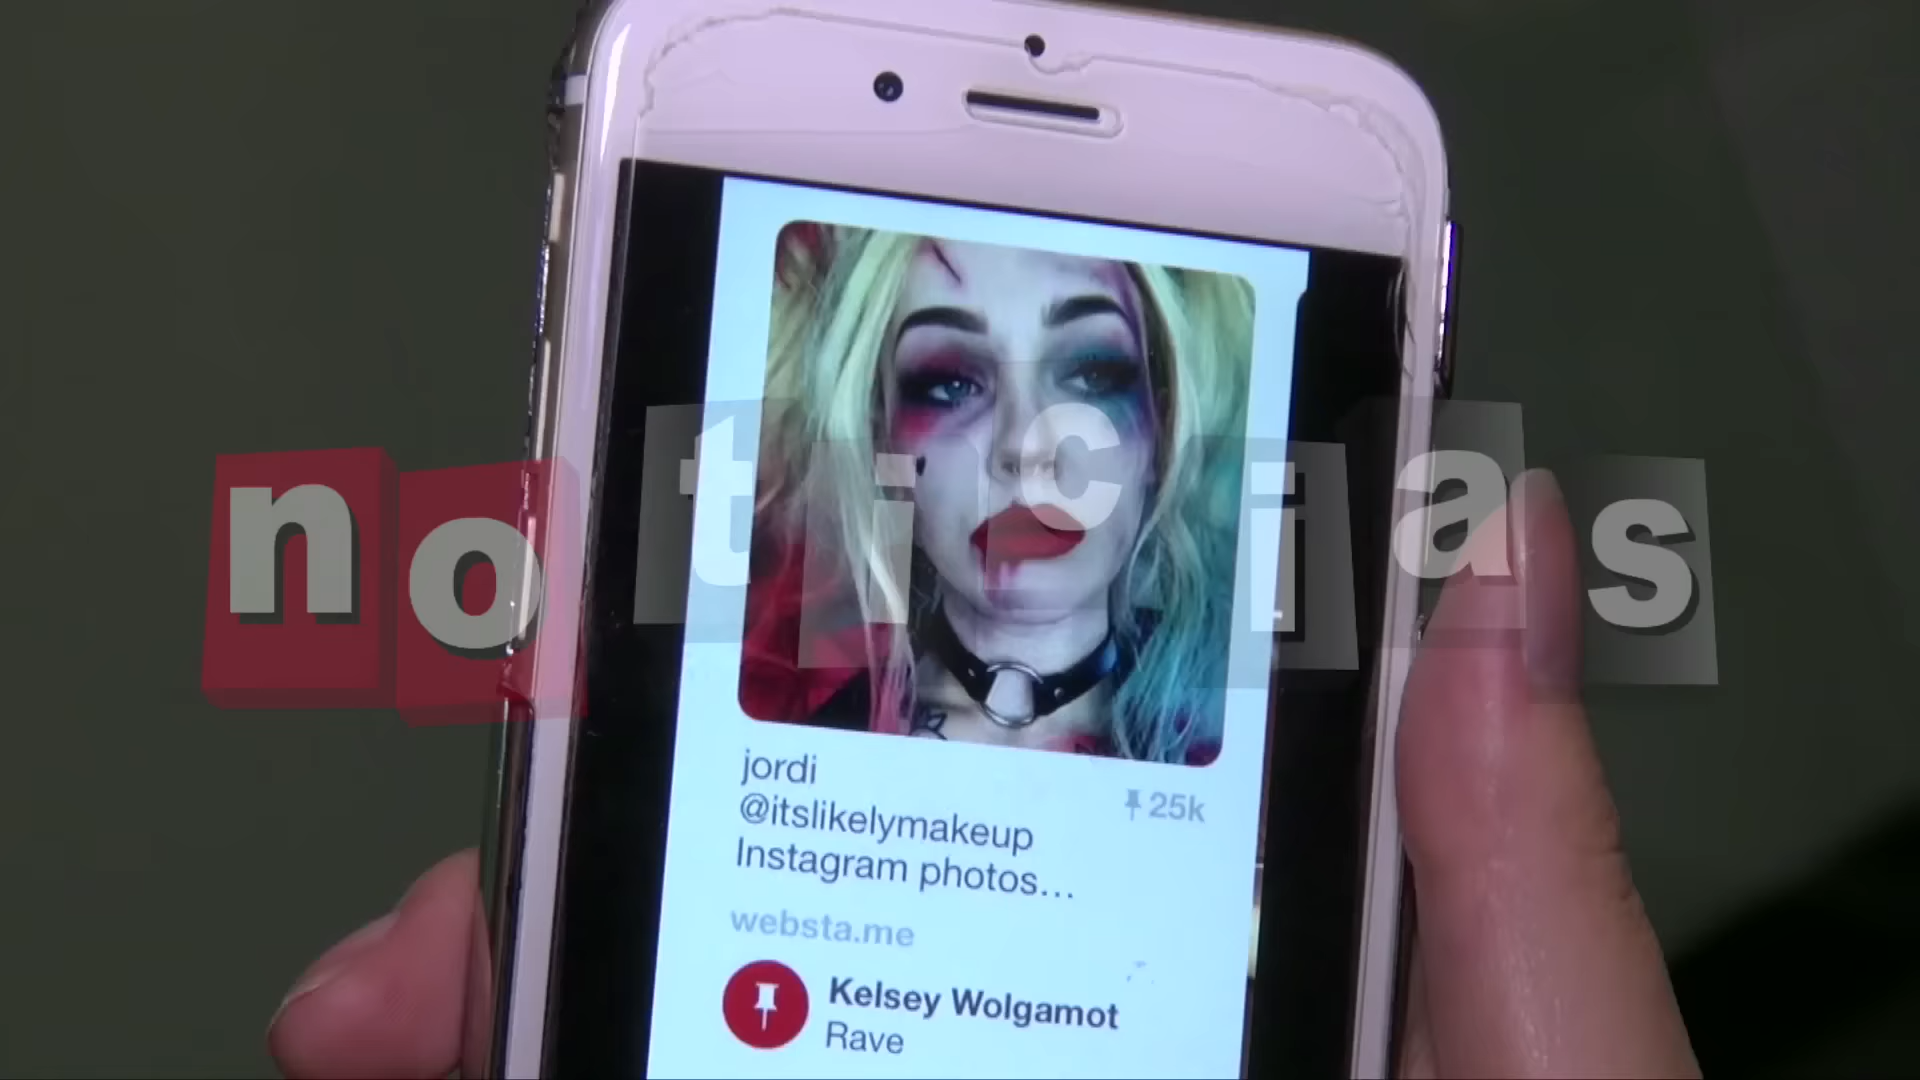 noticias
jordi
@itslikelymakeup
Instagram photos...
25k
websta.me
Kelsey Wolgamot
Rave